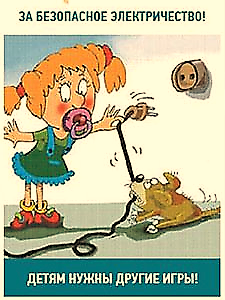 ЗА БЕЗОПАСНОЕ ЭЛЕКТРИЧЕСТВО!
ДЕТЯМ НУЖНЫ ДРУГИЕ ИГРЫ!